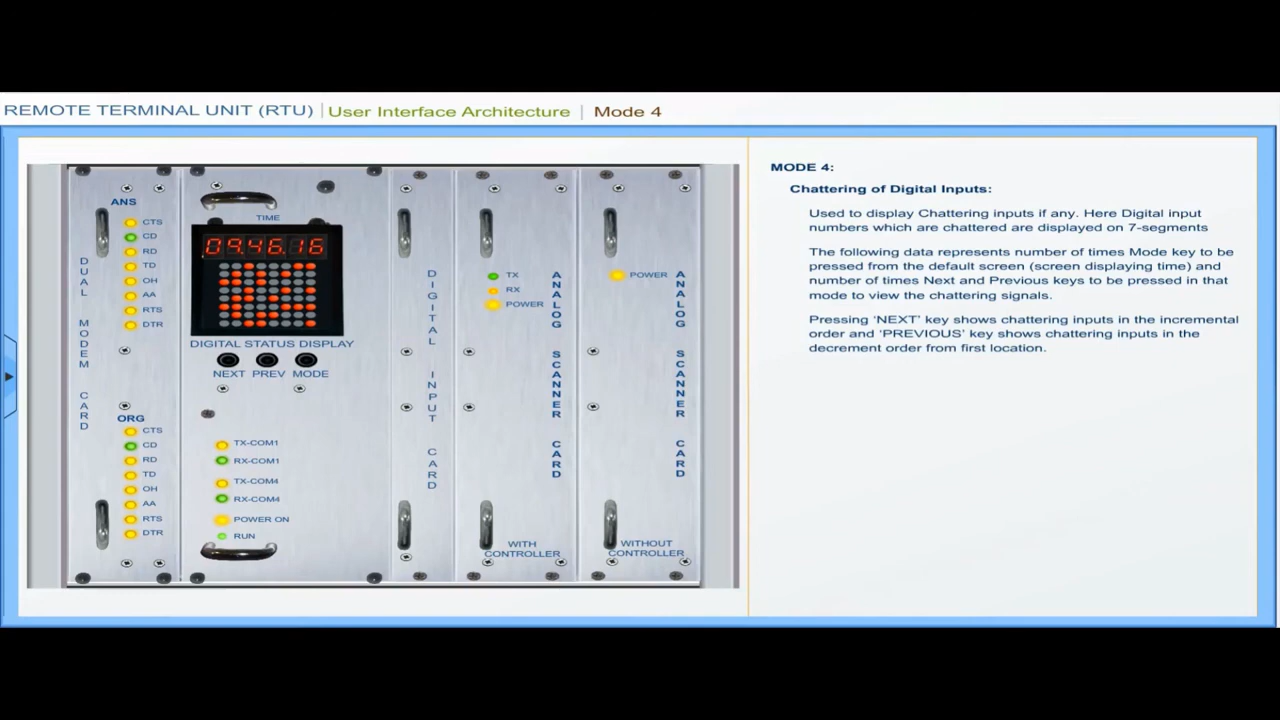 REMOTE TERMINAL UNIT (RTU) | User Interface Architecture | Mode 4
ANS
CTS
CD
RD
TD
OH
AA
RTS
DTR
DUAL MODEM CARD
ORG
CTS
CD
RD
TD
OH
AA
RTS
DTR
TIME
09.46.16
DIGITAL STATUS DISPLAY
NEXT PREV MODE
TX-COM1
RX-COM1
TX-COM4
RX-COM4
POWER ON
RUN
DIGITAL INPUT CARD
TX
RX
POWER
ANALOG SCANNER CARD
WITH
CONTROLLER
POWER
ANALOG SCANNER CARD
WITHOUT
CONTROLLER
MODE 4:
Chattering of Digital Inputs:
Used to display Chattering inputs if any. Here Digital input
numbers which are chattered are displayed on 7-segments
The following data represents number of times Mode key to be
pressed from the default screen (screen displaying time) and
number of times Next and Previous keys to be pressed in that
mode to view the chattering signals.
Pressing ‘NEXT’ key shows chattering inputs in the incremental
order and ‘PREVIOUS’ key shows chattering inputs in the
decrement order from first location.